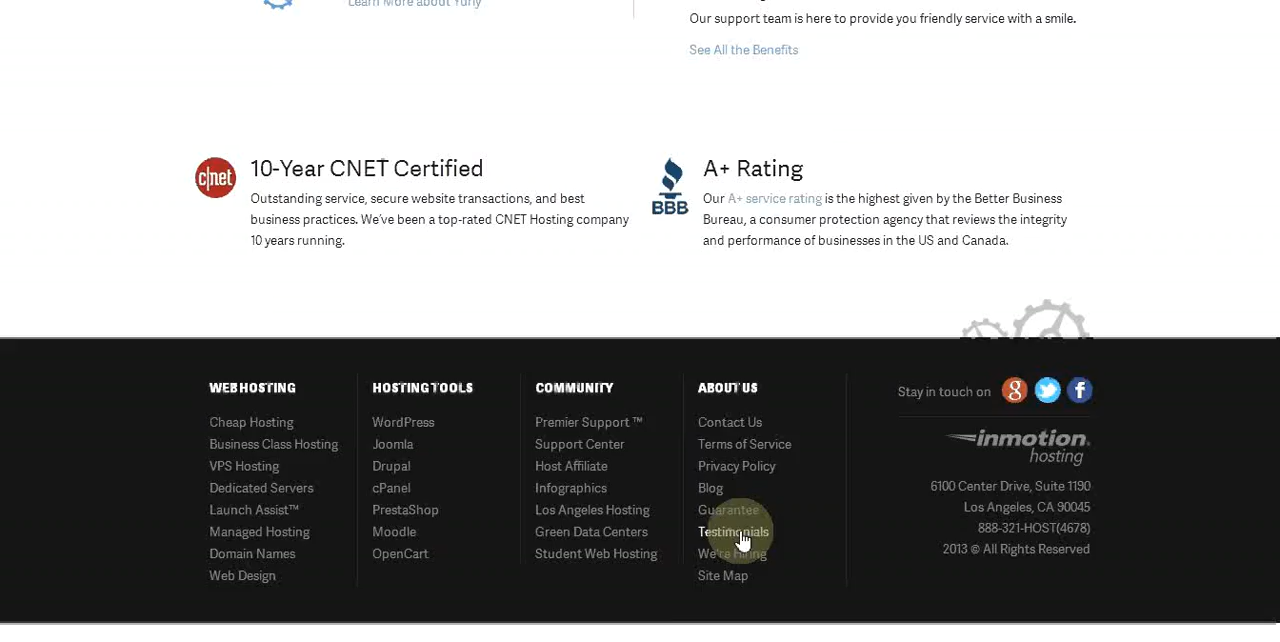 Learn More about Yuriy
Our support team is here to provide you friendly service with a smile.
See All the Benefits
c|net
10-Year CNET Certified
Outstanding service, secure website transactions, and best
business practices. We've been a top-rated CNET Hosting company
10 years running.
BBB
A+ Rating
Our A+ service rating is the highest given by the Better Business
Bureau, a consumer protection agency that reviews the integrity
and performance of businesses in the US and Canada.
WEB HOSTING
Cheap Hosting
Business Class Hosting
VPS Hosting
Dedicated Servers
Launch Assist™
Managed Hosting
Domain Names
Web Design
HOSTING TOOLS
WordPress
Joomla
Drupal
cPanel
PrestaShop
Moodle
OpenCart
COMMUNITY
Premier Support ™
Support Center
Host Affiliate
Infographics
Los Angeles Hosting
Green Data Centers
Student Web Hosting
ABOUT US
Contact Us
Terms of Service
Privacy Policy
Blog
Guarantee
Testimonials
We're Hiring
Site Map
Stay in touch on
inmotion
hosting
6100 Center Drive, Suite 1190
Los Angeles, CA 90045
888-321-HOST(4678)
2013 © All Rights Reserved